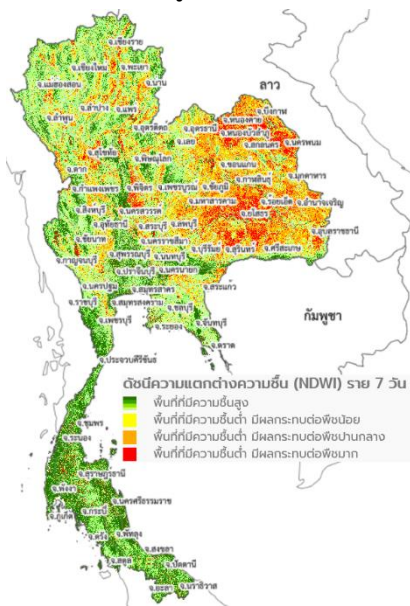 จ.เชียงราย
จ.เชียงใหม่
จ.พะเยา
จ.แม่ฮ่องสอน
จ.น่าน
จ.ลำปาง
จ.แพร่
จ.ลำพูน
จ.อุตรดิตถ์
ลาว
จ.บึงกาฬ
จ.หนองคาย
จ.อุดรธานี
จ.หนองบัวลำภู
จ.เลย
จ.สกลนคร
จ.นครพนม
จ.สุโขทัย
จ.พิษณุโลก
จ.ตาก
จ.ขอนแก่น
จ.มุกดาหาร
จ.กาฬสินธุ์
จ.กำแพงเพชร
จ.พิจิตร
จ.เพชรบูรณ์
จ.ชัยภูมิ
จ.มหาสารคาม
จ.ร้อยเอ็ด
จ.อำนาจเจริญ
จ.ยโสธร
จ.สิงห์บุรี
จ.นครสวรรค์
จ.อุทัยธานี
จ.สระบุรี
จ.ลพบุรี
จ.อุบลราชธานี
จ.ชัยนาท
จ.นครราชสีมา
จ.บุรีรัมย์
จ.สุรินทร์
จ.ศรีสะเกษ
จ.สุพรรณบุรี
จ.นนทบุรี
จ.กาญจนบุรี
จ.ปราจีนบุรี
จ.นครนายก
จ.นครปฐม
จ.สมุทรสาคร
จ.สระแก้ว
จ.ราชบุรี
จ.สมุทรสงคราม
จ.ชลบุรี
กัมพูชา
จ.เพชรบุรี
จ.ระยอง
จ.จันทบุรี
จ.ตราด
จ.ประจวบคีรีขันธ์
ดัชนีความแตกต่างความชื้น (NDWI) ราย 7 วัน
พื้นที่ที่มีความชื้นสูง
พื้นที่ที่มีความชื้นต่ำ มีผลกระทบต่อพืชน้อย
พื้นที่ที่มีความชื้นต่ำ มีผลกระทบต่อพืชปานกลาง
พื้นที่ที่มีความชื้นต่ำ มีผลกระทบต่อพืชมาก
จ.ชุมพร
จ.ระนอง
จ.สุราษฎร์ธานี
จ.พังงา
จ.นครศรีธรรมราช
จ.กระบี่
จ.ภูเก็ต
จ.ตรัง
จ.พัทลุง
จ.สงขลา
จ.สตูล
จ.ปัตตานี
จ.ยะลา
จ.นราธิวาส